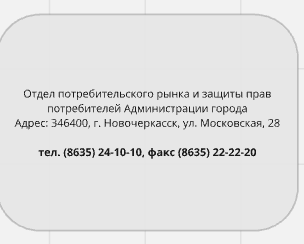 Отдел потребительского рынка и защиты прав
потребителей Администрации города
Адрес: 346400, г. Новочеркасск, ул. Московская, 28
тел. (8635) 24-10-10, факс (8635) 22-22-20